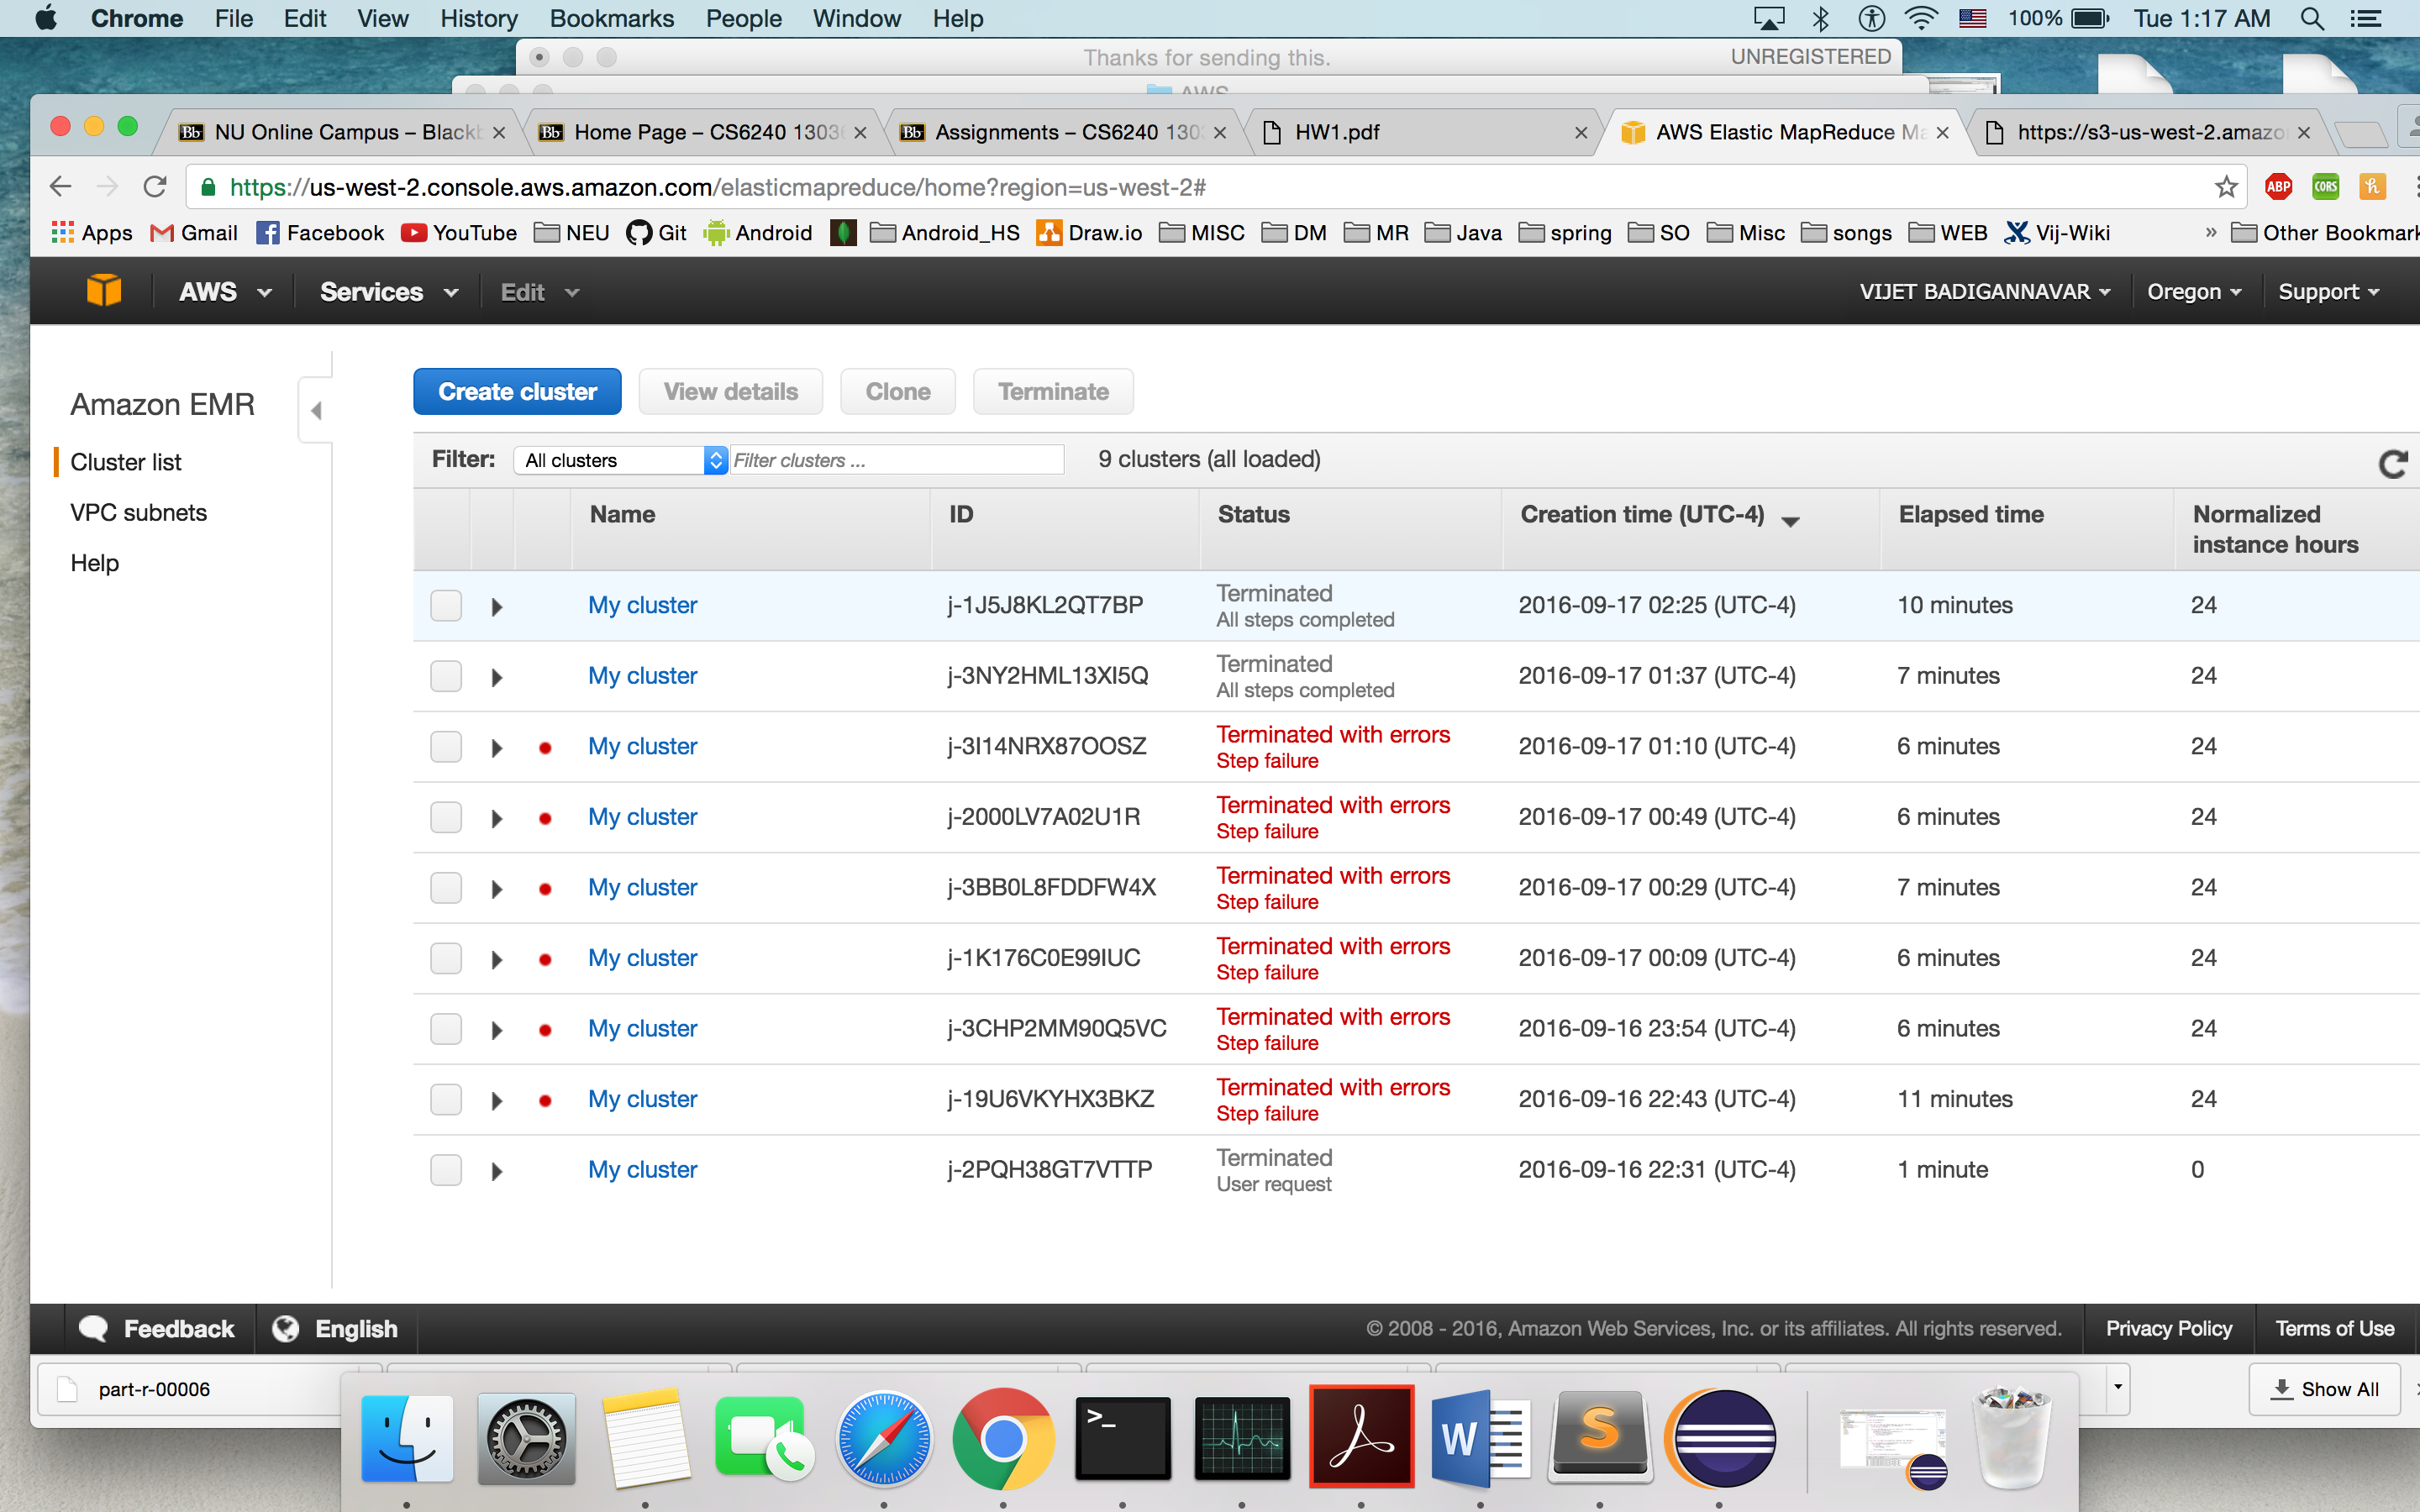 Chrome File Edit View History Bookmarks People Window Help 100% Tue 1:17 AM
Thanks for sending this. UNREGISTERED
AWS
NU Online Campus – Blackb Home Page – CS6240 1303 Assignments – CS6240 130 HW1.pdf AWS Elastic MapReduce Ma https://s3-us-west-2.amazo
https://us-west-2.console.aws.amazon.com/elasticmapreduce/home?region=us-west-2# ABP CORS h
Apps Gmail Facebook YouTube NEU Git Android Android_HS Draw.io MISC DM MR Java spring SO Misc songs WEB Vij-Wiki » Other Bookmark
AWS Services Edit VIJET BADIGANNAVAR Oregon Support
Amazon EMR
Cluster list
VPC subnets
Help
Create cluster View details Clone Terminate
Filter: All clusters Filter clusters ... 9 clusters (all loaded)
Name ID Status Creation time (UTC-4) Elapsed time Normalized
instance hours
My cluster j-1J5J8KL2QT7BP Terminated 2016-09-17 02:25 (UTC-4) 10 minutes 24
All steps completed
My cluster j-3NY2HML13XI5Q Terminated 2016-09-17 01:37 (UTC-4) 7 minutes 24
All steps completed
My cluster j-3I14NRX87OOSZ Terminated with errors 2016-09-17 01:10 (UTC-4) 6 minutes 24
Step failure
My cluster j-2000LV7A02U1R Terminated with errors 2016-09-17 00:49 (UTC-4) 6 minutes 24
Step failure
My cluster j-3BB0L8FDDFW4X Terminated with errors 2016-09-17 00:29 (UTC-4) 7 minutes 24
Step failure
My cluster j-1K176C0E99IUC Terminated with errors 2016-09-17 00:09 (UTC-4) 6 minutes 24
Step failure
My cluster j-3CHP2MM90Q5VC Terminated with errors 2016-09-16 23:54 (UTC-4) 6 minutes 24
Step failure
My cluster j-19U6VKYHX3BKZ Terminated with errors 2016-09-16 22:43 (UTC-4) 11 minutes 24
Step failure
My cluster j-2PQH38GT7VTTP Terminated 2016-09-16 22:31 (UTC-4) 1 minute 0
User request
Feedback English © 2008 - 2016, Amazon Web Services, Inc. or its affiliates. All rights reserved. Privacy Policy Terms of Use
part-r-00006 Show All
>_ W S